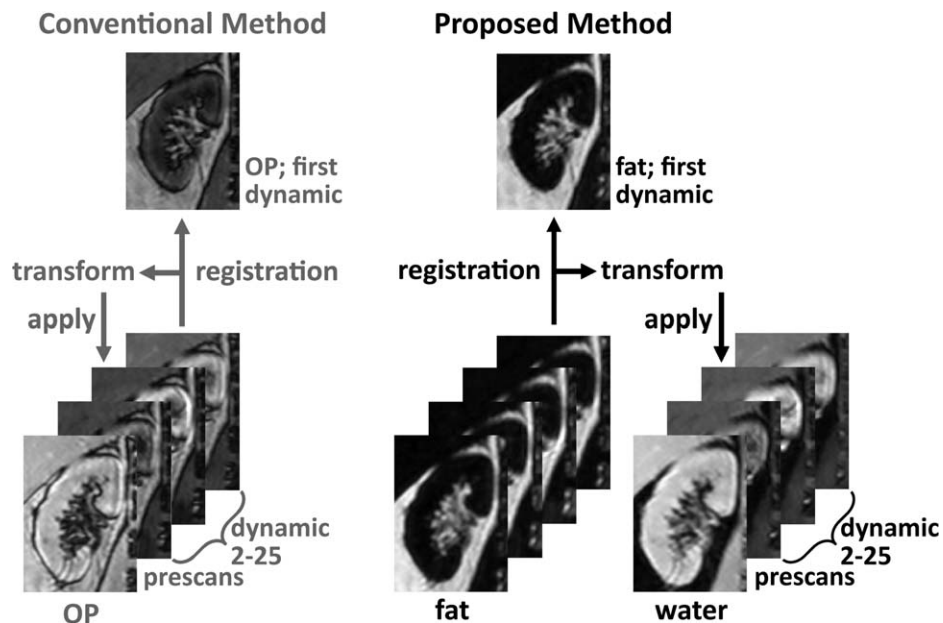 Conventional Method
OP; first
dynamic
transform
registration
apply
dynamic
2-25
prescans
OP
Proposed Method
fat; first
dynamic
registration
transform
apply
dynamic
2-25
prescans
fat
water